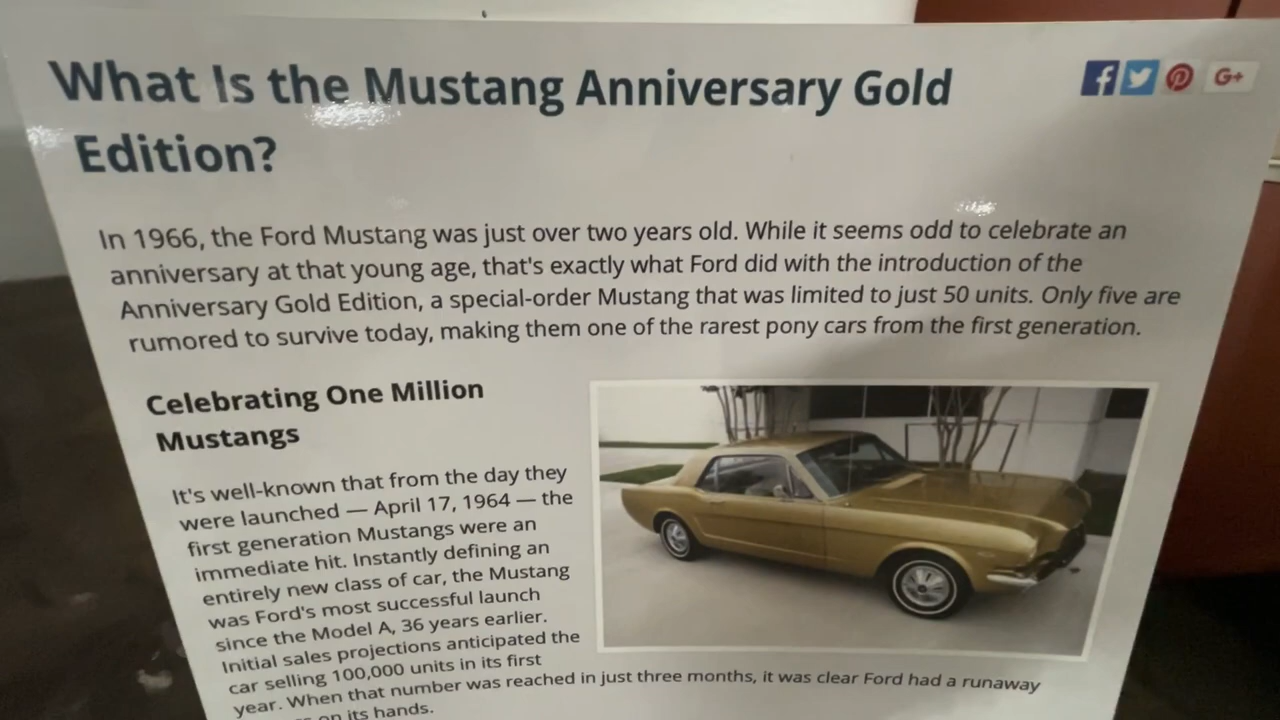 What Is the Mustang Anniversary Gold
Edition?
In 1966, the Ford Mustang was just over two years old. While it seems odd to celebrate an
anniversary at that young age, that's exactly what Ford did with the introduction of the
Anniversary Gold Edition, a special-order Mustang that was limited to just 50 units. Only five are
rumored to survive today, making them one of the rarest pony cars from the first generation.
Celebrating One Million
Mustangs
It's well-known that from the day they
were launched — April 17, 1964 — the
first generation Mustangs were an
immediate hit. Instantly defining an
entirely new class of car, the Mustang
was Ford's most successful launch
since the Model A, 36 years earlier.
Initial sales projections anticipated the
car selling 100,000 units in its first
year. When that number was reached in just three months, it was clear Ford had a runaway
on its hands.
G+